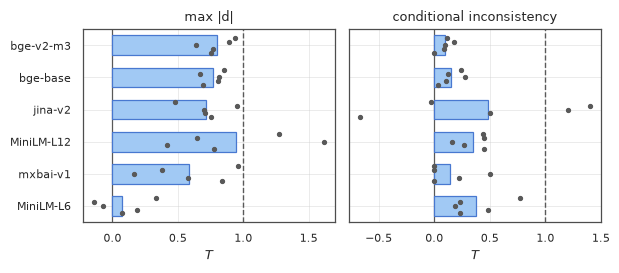 max |d|
conditional inconsistency
bge-v2-m3
bge-base
jina-v2
MiniLM-L12
mxbai-v1
MiniLM-L6
0.0 0.5 1.0 1.5
−0.5 0.0 0.5 1.0 1.5
T
T